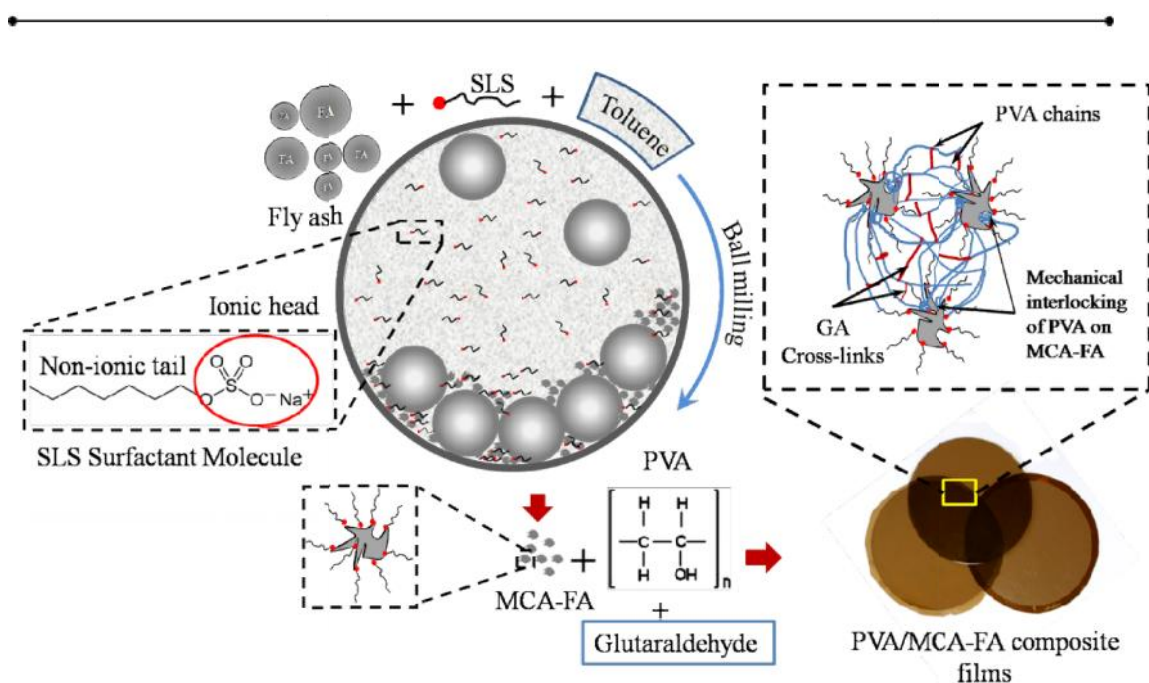 SLS
+
+
Toluene
FA
FA
FA
FA
FA
FA
Fly ash
Ball milling
Ionic head
Non-ionic tail
O
O
S
O
O−Na+
SLS Surfactant Molecule
PVA chains
GA
Cross-links
Mechanical
interlocking
of PVA on
MCA-FA
PVA
H H
C C
H OH
n
+
MCA-FA
+
Glutaraldehyde
PVA/MCA-FA composite
films